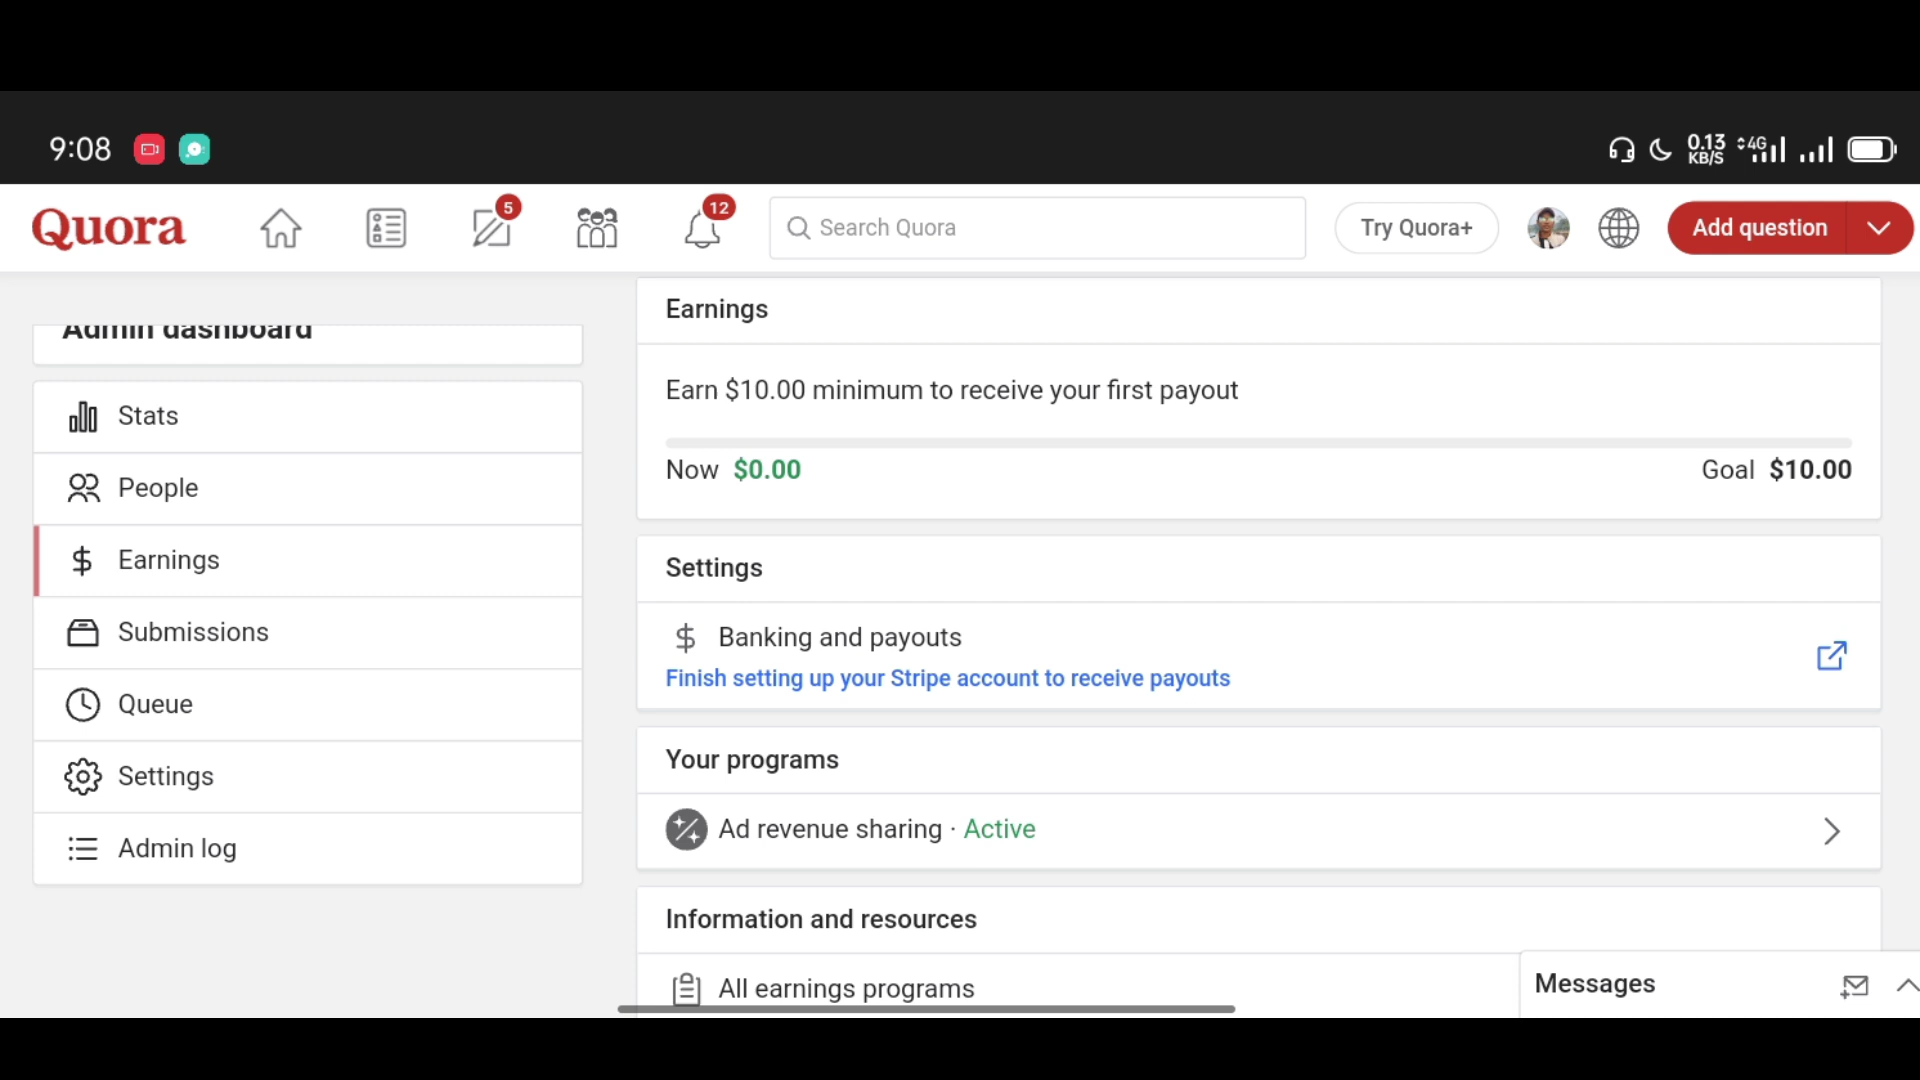 9:08
0.13
KB/S
4G
Quora
5
12
Search Quora
Try Quora+
Add question
Admin dashboard
Stats
People
Earnings
Submissions
Queue
Settings
Admin log
Earnings
Earn $10.00 minimum to receive your first payout
Now $0.00
Goal $10.00
Settings
Banking and payouts
Finish setting up your Stripe account to receive payouts
Your programs
Ad revenue sharing · Active
Information and resources
All earnings programs
Messages